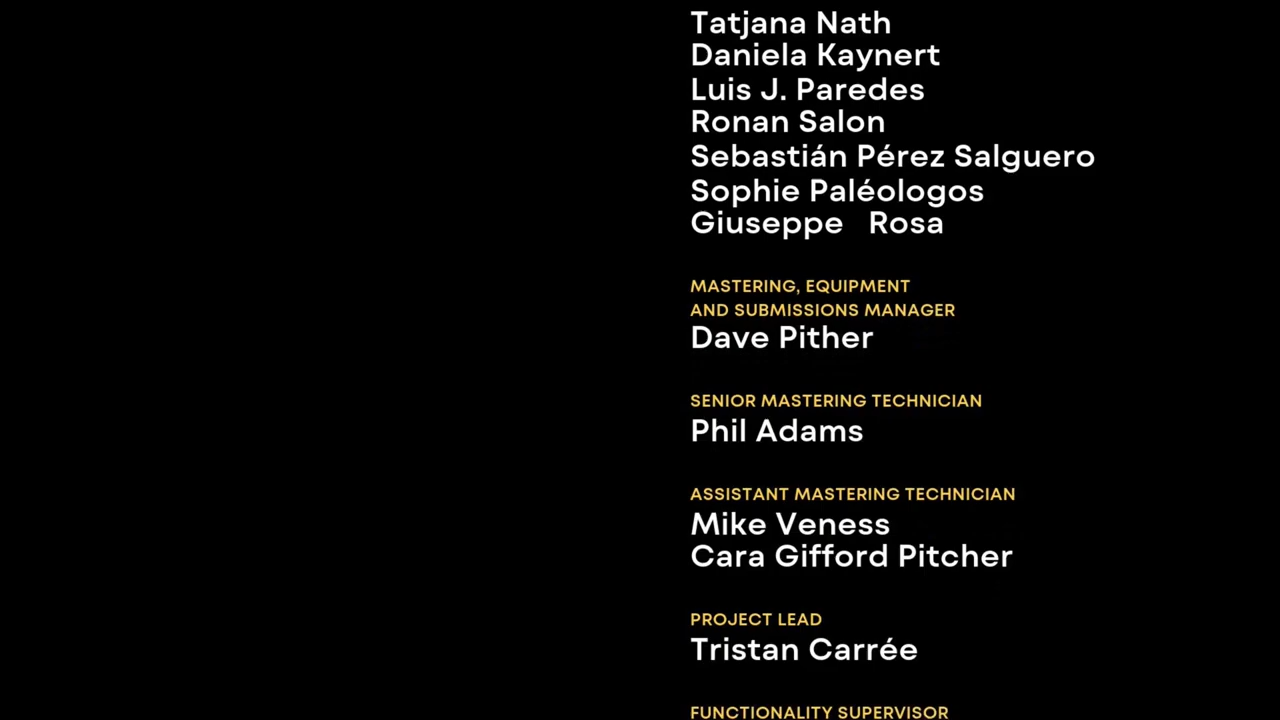 Tatjana Nath
Daniela Kaynert
Luis J. Paredes
Ronan Salon
Sebastián Pérez Salguero
Sophie Paléologos
Giuseppe Rosa
MASTERING, EQUIPMENT
AND SUBMISSIONS MANAGER
Dave Pither
SENIOR MASTERING TECHNICIAN
Phil Adams
ASSISTANT MASTERING TECHNICIAN
Mike Veness
Cara Gifford Pitcher
PROJECT LEAD
Tristan Carrée
FUNCTIONALITY SUPERVISOR